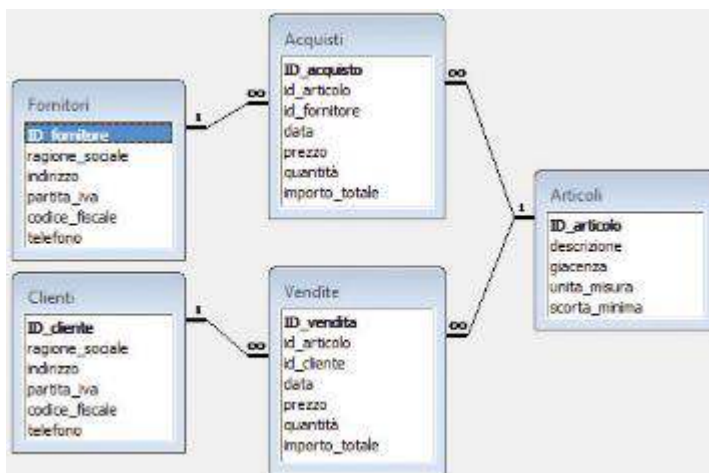 Fornitori
ID_fornitore
ragione_sociale
indirizzo
partita_iva
codice_fiscale
telefono
1
∞
Acquisti
ID_acquisto
id_articolo
id_fornitore
data
prezzo
quantità
importo_totale
∞
Clienti
ID_cliente
ragione_sociale
indirizzo
partita_iva
codice_fiscale
telefono
1
∞
Vendite
ID_vendita
id_articolo
id_cliente
data
prezzo
quantità
importo_totale
∞
1
Articoli
ID_articolo
descrizione
giacenza
unita_misura
scorta_minima